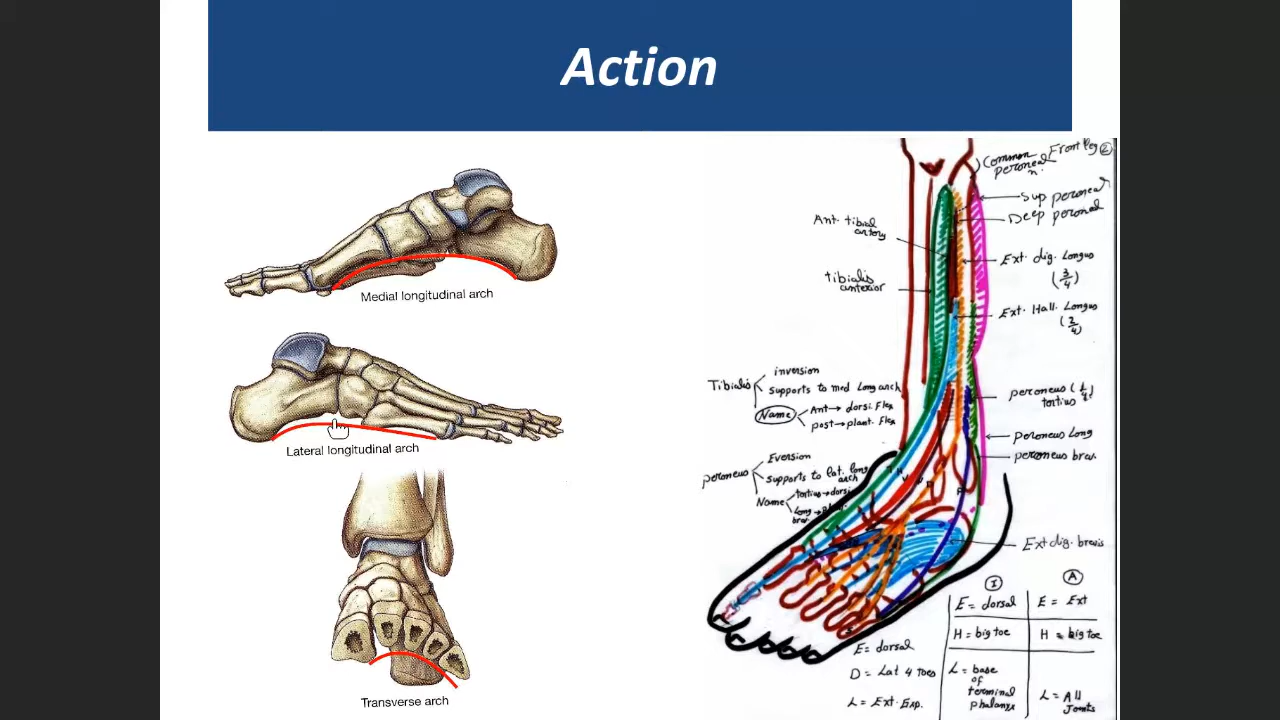 Action
Medial longitudinal arch
Lateral longitudinal arch
Transverse arch
Front leg ②
Common
peroneal
n.
Sup. peroneal
Deep peroneal
Ant. tibial
artery
Ext. dig. Longus
(3/4)
tibialis
anterior
Ext. Hall. Longus
(2/4)
Tibialis
inversion
supports to med Long arch
Name
Ant → dorsi. Flex
post → plant. Flex
peroneus
tertius
peroneus Long
peroneus brev.
peroneus
Eversion
supports to lat. long
arch
Name
tertius → dorsi
Long
brev.
Ext dig. brevis
I
A
E = dorsal
E = Ext
H = big toe
H = big toe
L = base
of
terminal
phalanx
L = All
Joints
E = dorsal
D = Lat 4 Toes
L = Ext. Exp.